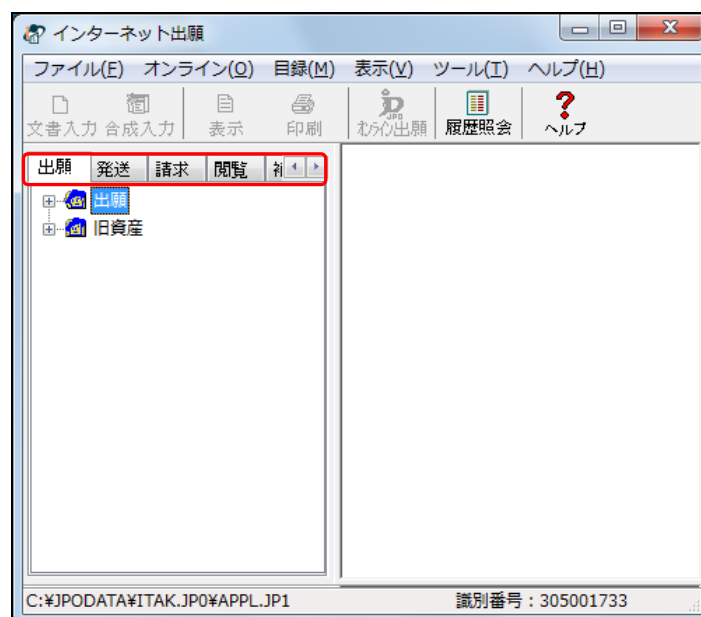 インターネット出願
ファイル(F) オンライン(O) 目録(M) 表示(V) ツール(T) ヘルプ(H)
文書入力 合成入力 表示 印刷 オンライン出願 履歴照会 ヘルプ
出願 発送 請求 閲覧
出願
旧資産
C:¥JPODATA¥ITAK.JP0¥APPL.JP1 識別番号：305001733